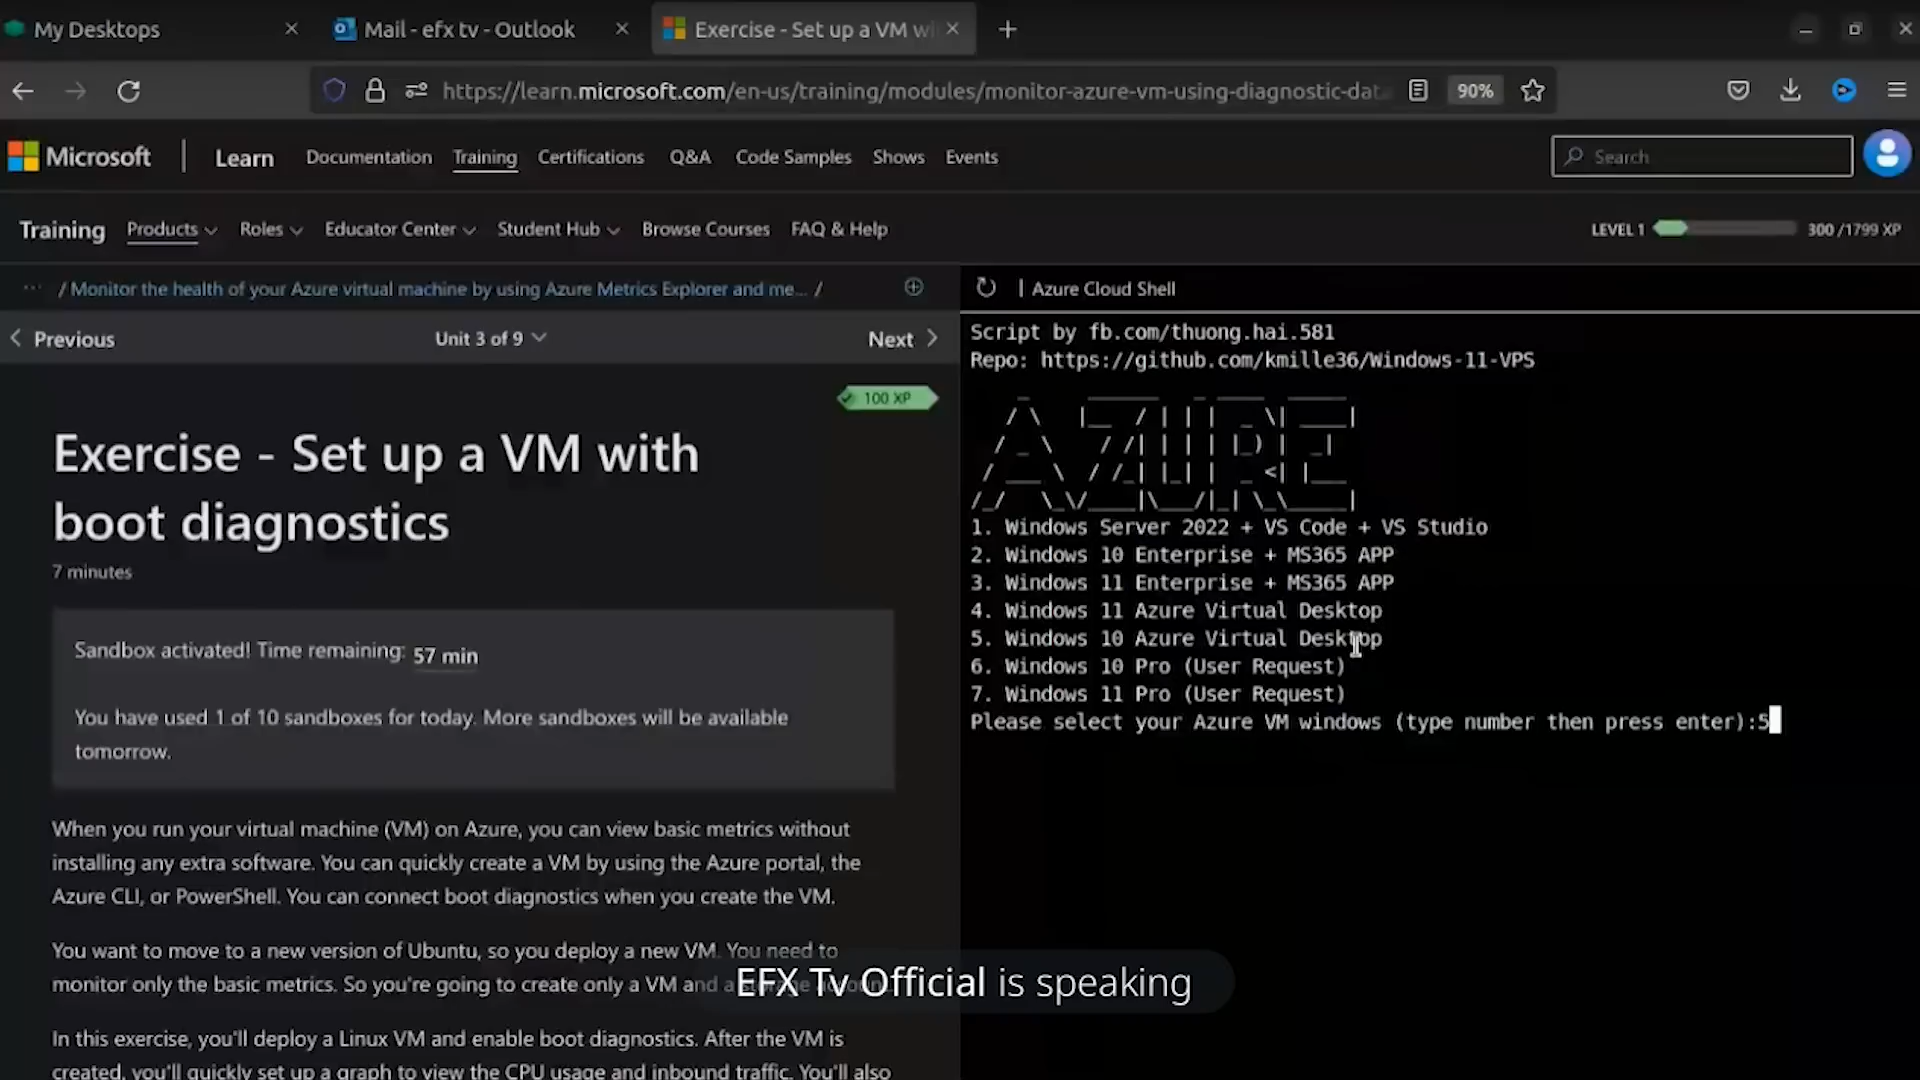 My Desktops
Mail - efx tv - Outlook
Exercise - Set up a VM wi
https://learn.microsoft.com/en-us/training/modules/monitor-azure-vm-using-diagnostic-data
90%
Microsoft
Learn
Documentation
Training
Certifications
Q&A
Code Samples
Shows
Events
Search
Training
Products
Roles
Educator Center
Student Hub
Browse Courses
FAQ & Help
LEVEL 1
300 /1799 XP
... / Monitor the health of your Azure virtual machine by using Azure Metrics Explorer and me... /
Previous
Unit 3 of 9
Next
100 XP
Exercise - Set up a VM with
boot diagnostics
7 minutes
Sandbox activated! Time remaining: 57 min
You have used 1 of 10 sandboxes for today. More sandboxes will be available
tomorrow.
When you run your virtual machine (VM) on Azure, you can view basic metrics without
installing any extra software. You can quickly create a VM by using the Azure portal, the
Azure CLI, or PowerShell. You can connect boot diagnostics when you create the VM.
You want to move to a new version of Ubuntu, so you deploy a new VM. You need to
monitor only the basic metrics. So you're going to create only a VM and a storage
In this exercise, you'll deploy a Linux VM and enable boot diagnostics. After the VM is
created, you'll quickly set up a graph to view the CPU usage and inbound traffic. You'll also
| Azure Cloud Shell
Script by fb.com/thuong.hai.581
Repo: https://github.com/kmille36/Windows-11-VPS
AZURE
1. Windows Server 2022 + VS Code + VS Studio
2. Windows 10 Enterprise + MS365 APP
3. Windows 11 Enterprise + MS365 APP
4. Windows 11 Azure Virtual Desktop
5. Windows 10 Azure Virtual Desktop
6. Windows 10 Pro (User Request)
7. Windows 11 Pro (User Request)
Please select your Azure VM windows (type number then press enter):5
EFX Tv Official is speaking